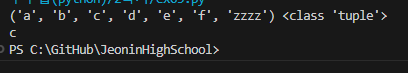 ('a', 'b', 'c', 'd', 'e', 'f', 'zzzz') <class 'tuple'>
c
PS C:\GitHub\JeoninHighSchool>